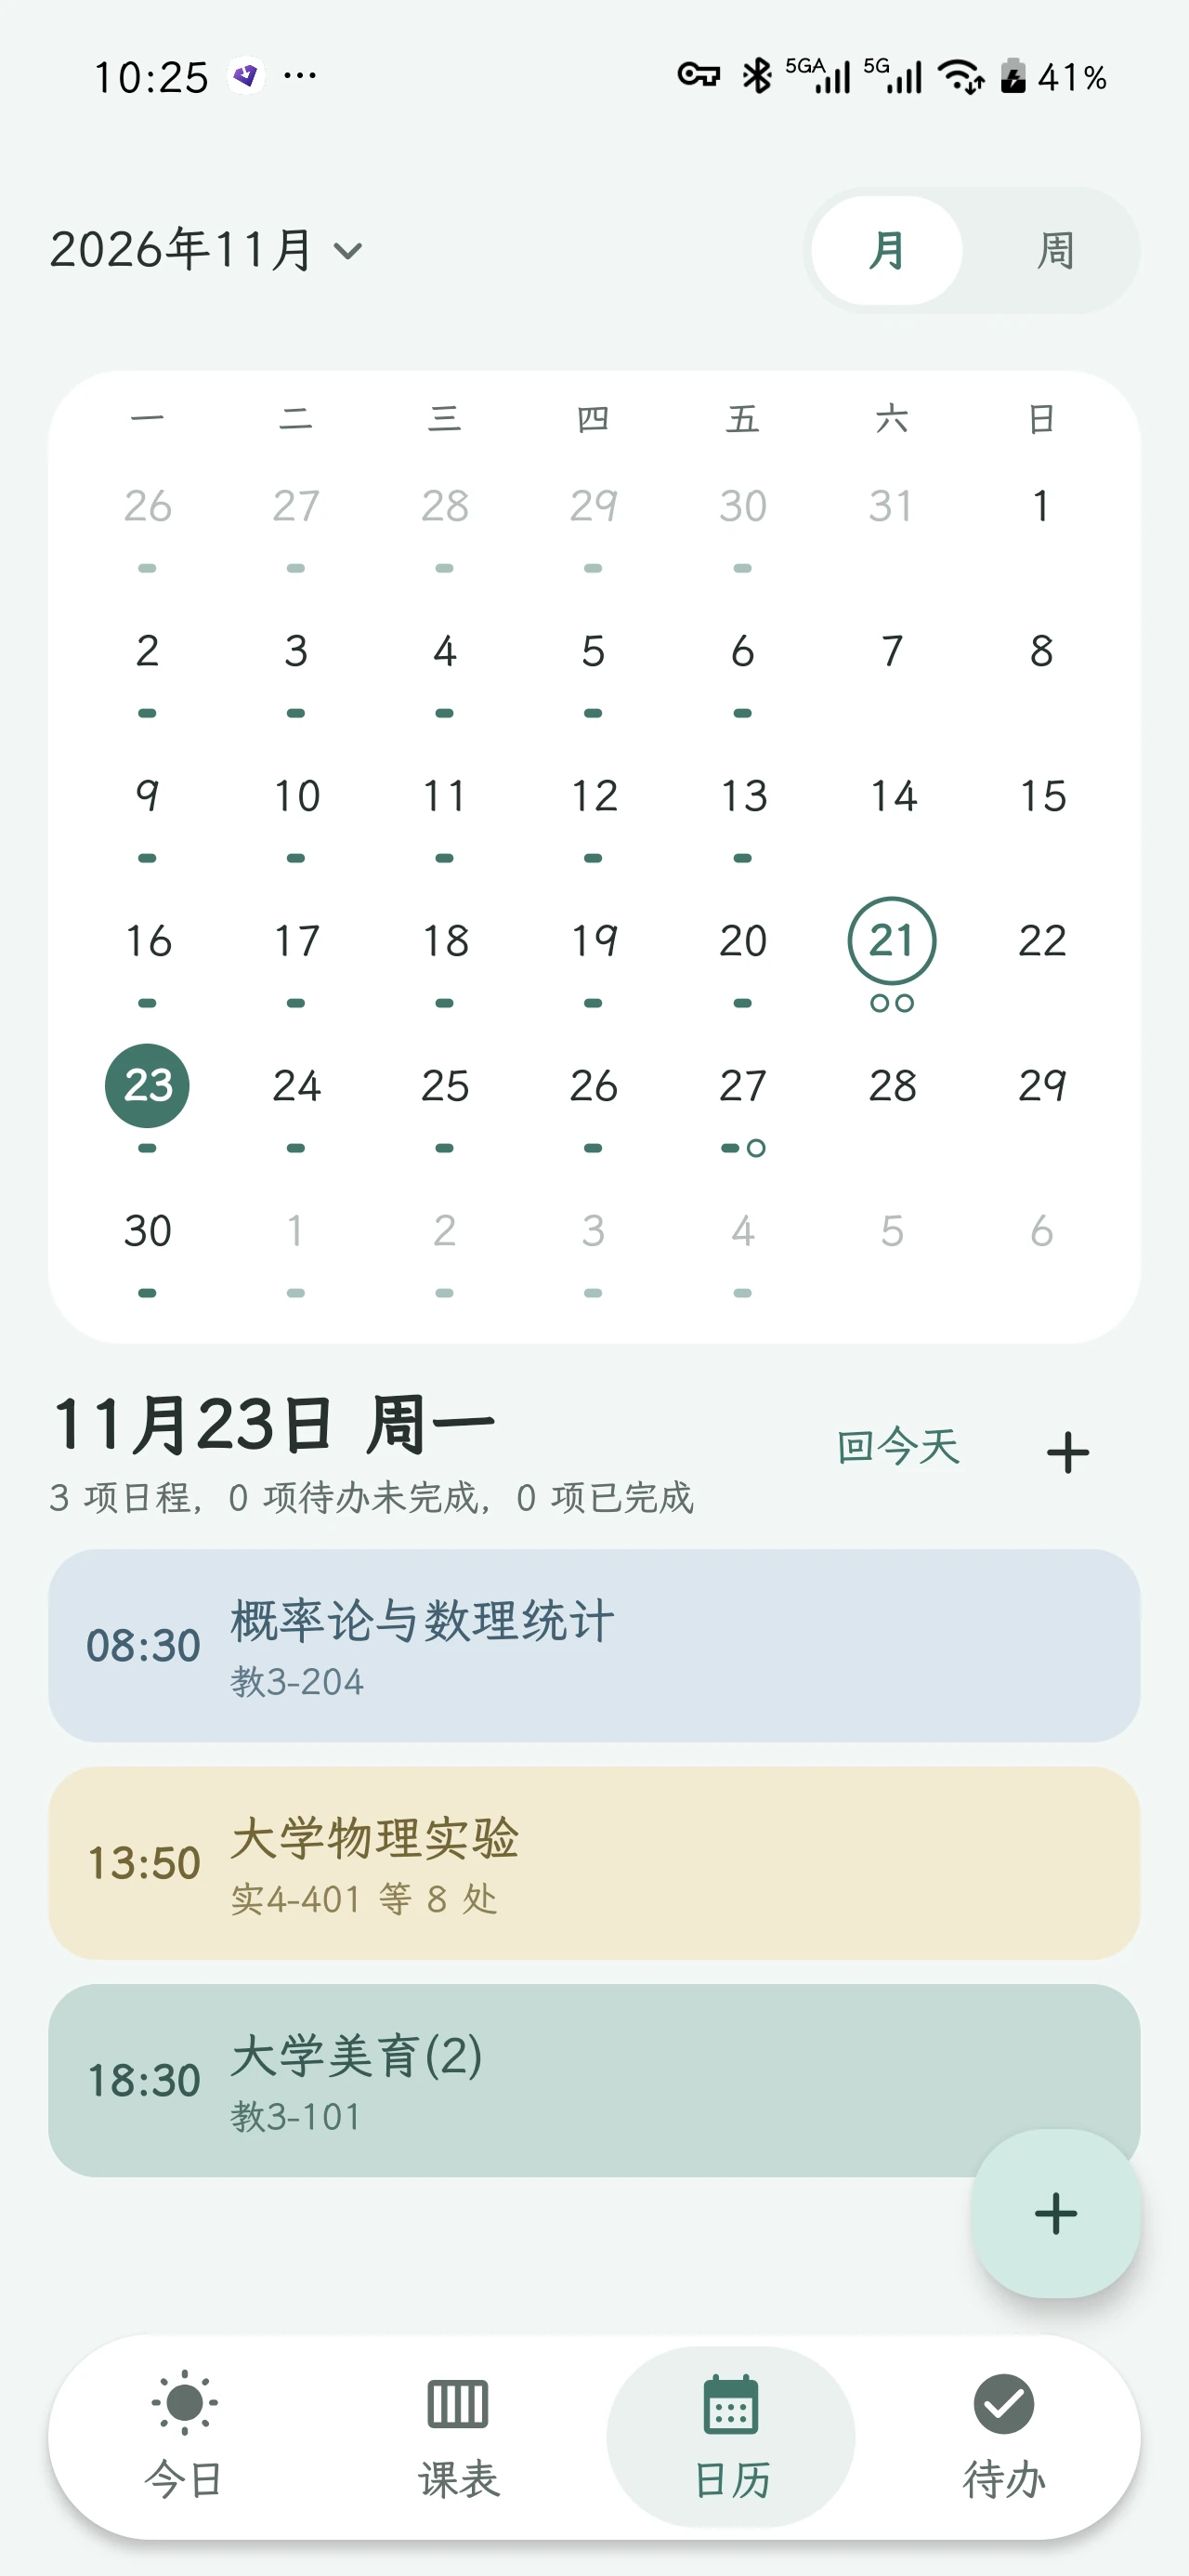 10:25 ... 5GA 5G 41%
2026年11月 月 周
一 二 三 四 五 六 日
26 27 28 29 30 31 1
2 3 4 5 6 7 8
9 10 11 12 13 14 15
16 17 18 19 20 21 22
23 24 25 26 27 28 29
30 1 2 3 4 5 6
11月23日 周一
回今天
3 项日程，0 项待办未完成，0 项已完成
08:30 概率论与数理统计
教3-204
13:50 大学物理实验
实4-401 等 8 处
18:30 大学美育(2)
教3-101
今日 课表 日历 待办